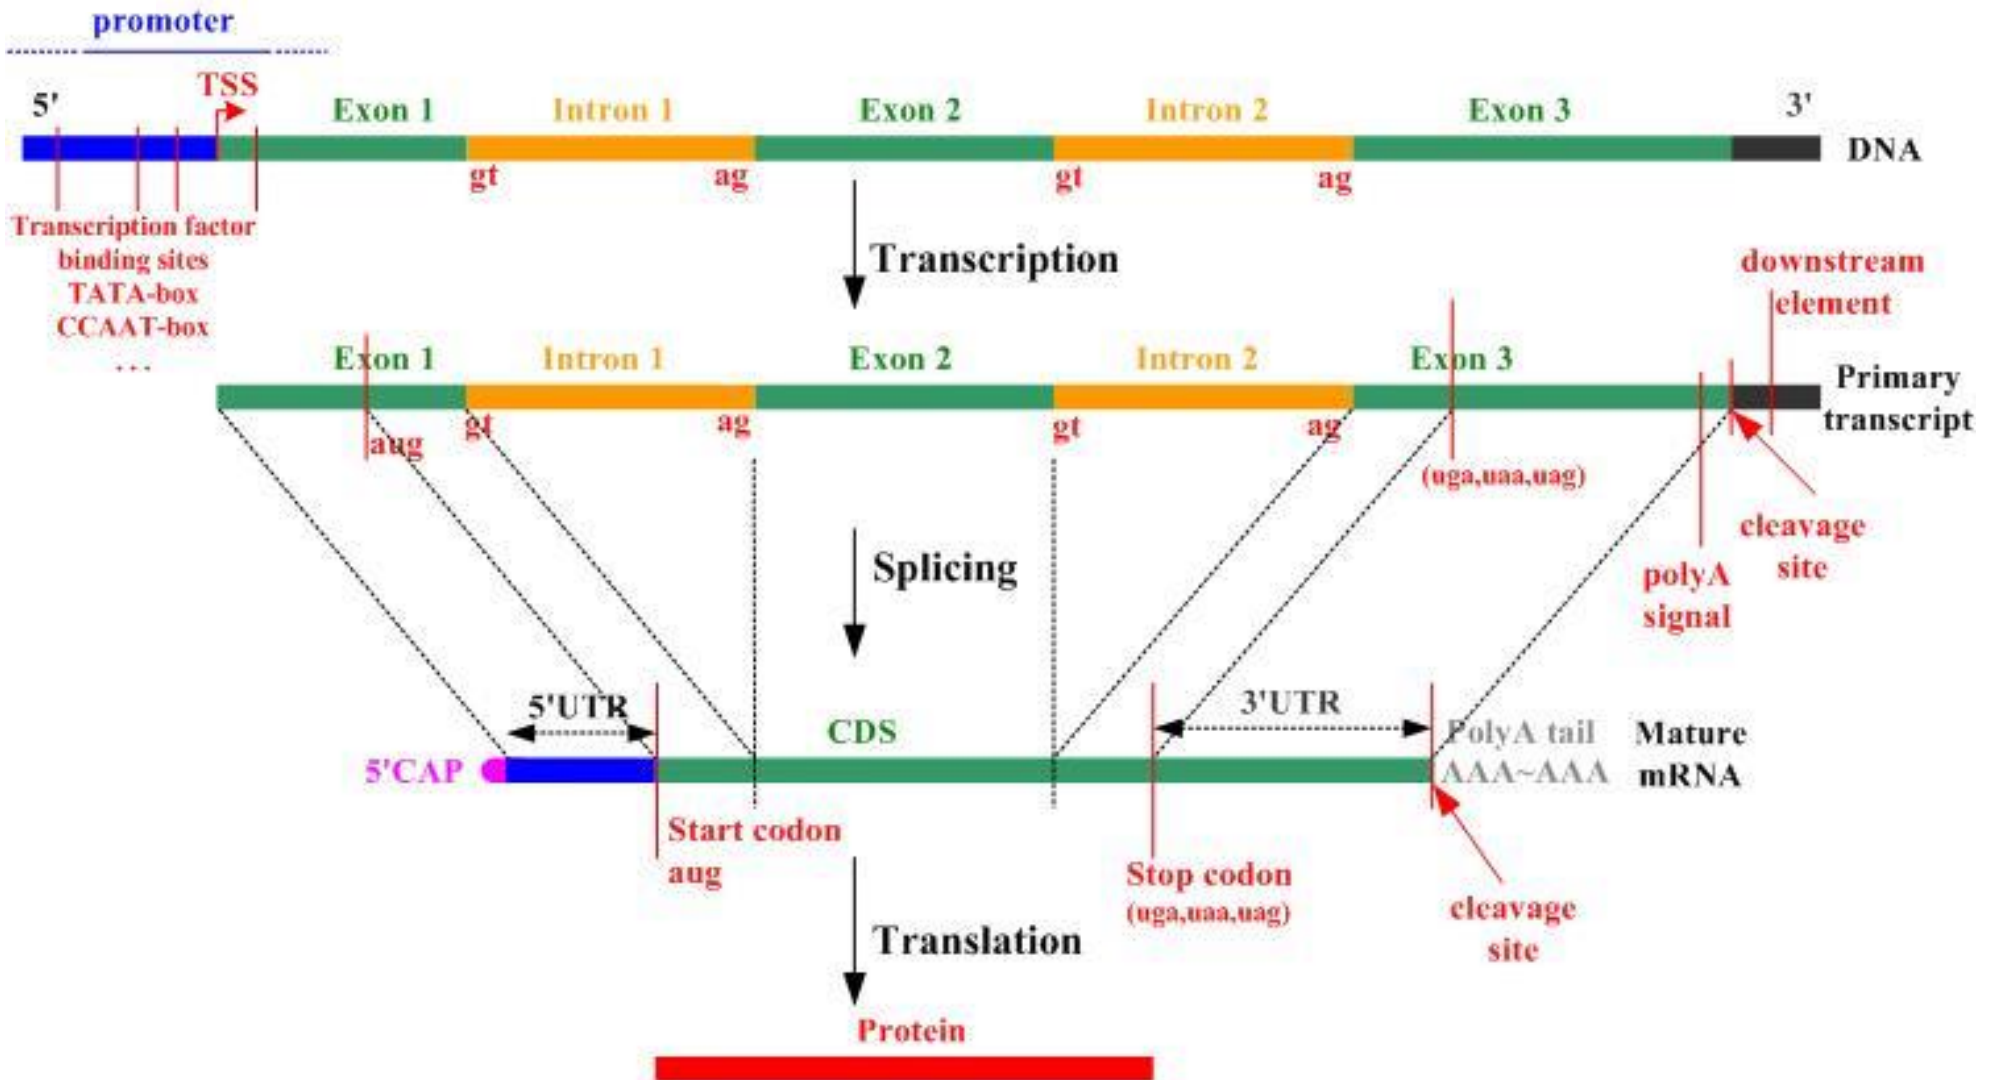 promoter
5'
TSS
Exon 1
Intron 1
Exon 2
Intron 2
Exon 3
3'
DNA
gt
ag
gt
ag
Transcription factor
binding sites
TATA-box
CCAAT-box
...
Transcription
downstream
element
Exon 1
Intron 1
Exon 2
Intron 2
Exon 3
Primary
transcript
aug
gt
ag
gt
ag
(uga,uaa,uag)
cleavage
site
polyA
signal
Splicing
5'UTR
CDS
3'UTR
PolyA tail
AAA~AAA
Mature
mRNA
5'CAP
Start codon
aug
Stop codon
(uga,uaa,uag)
cleavage
site
Translation
Protein